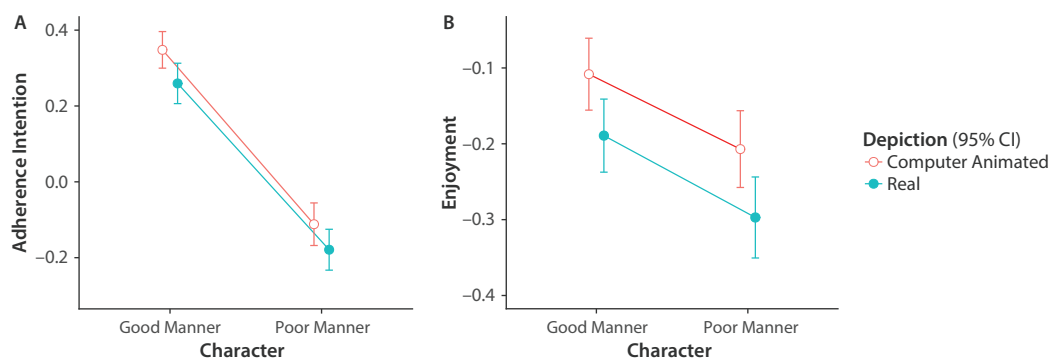 A
Adherence Intention
0.4
0.2
0.0
−0.2
Good Manner
Poor Manner
Character
B
Enjoyment
−0.1
−0.2
−0.3
−0.4
Good Manner
Poor Manner
Character
Depiction (95% CI)
Computer Animated
Real